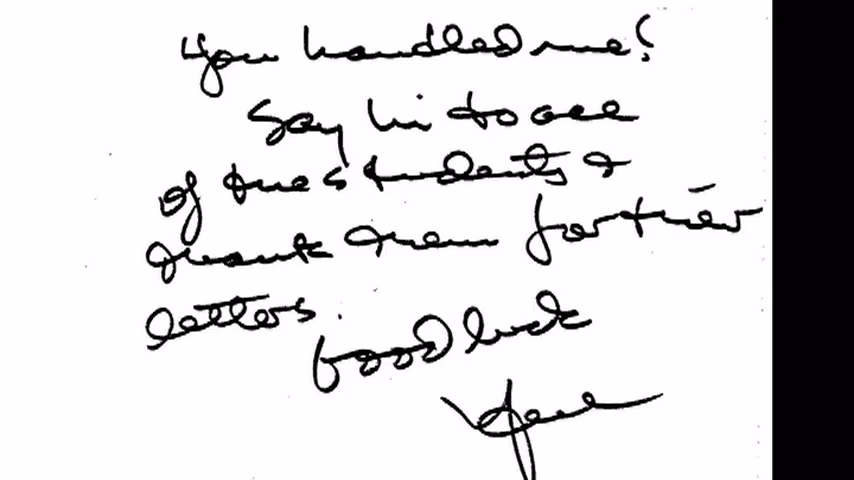 you handled me?
Say hi to all
of the students &
thank them for their
letters.
Good luck